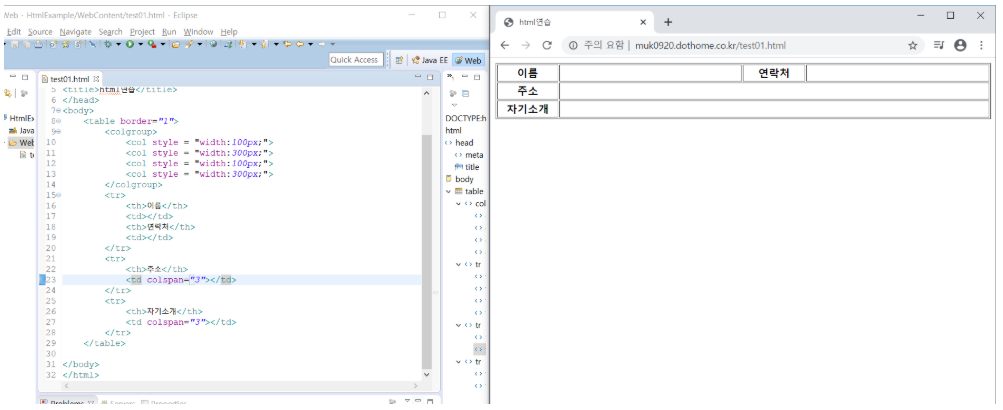 Web - HtmlExample/WebContent/test01.html - Eclipse
Edit Source Navigate Search Project Run Window Help
Quick Access
Java EE
Web
test01.html
5 <title>html연습</title>
6 </head>
7 <body>
8 <table border="1">
9 <colgroup>
10 <col style = "width:100px;">
11 <col style = "width:300px;">
12 <col style = "width:100px;">
13 <col style = "width:300px;">
14 </colgroup>
15 <tr>
16 <th>이름</th>
17 <td></td>
18 <th>연락처</th>
19 <td></td>
20 </tr>
21 <tr>
22 <th>주소</th>
23 <td colspan="3"></td>
24 </tr>
25 <tr>
26 <th>자기소개</th>
27 <td colspan="3"></td>
28 </tr>
29 </table>
30
31 </body>
32 </html>
HtmlEx
Java
Web
DOCTYPE:h
html
head
meta
title
body
table
col
tr
tr
tr
html연습
주의 요함 | muk0920.dothome.co.kr/test01.html
이름 연락처
주소
자기소개